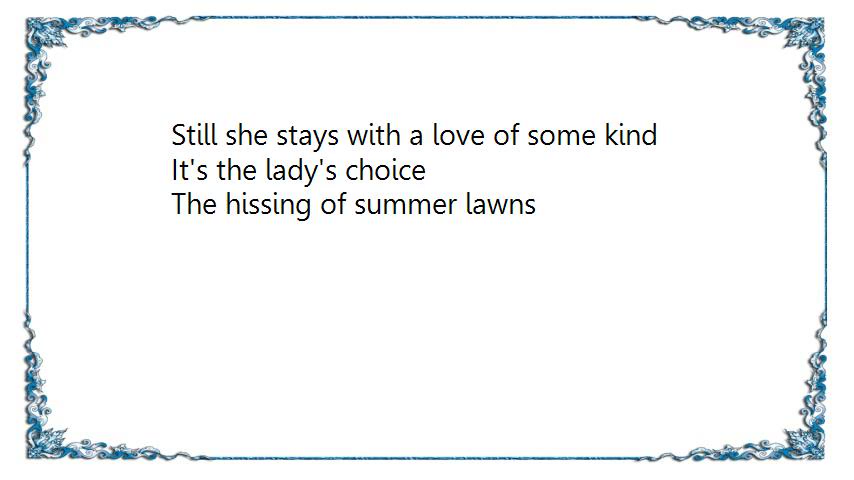 Still she stays with a love of some kind
It's the lady's choice
The hissing of summer lawns